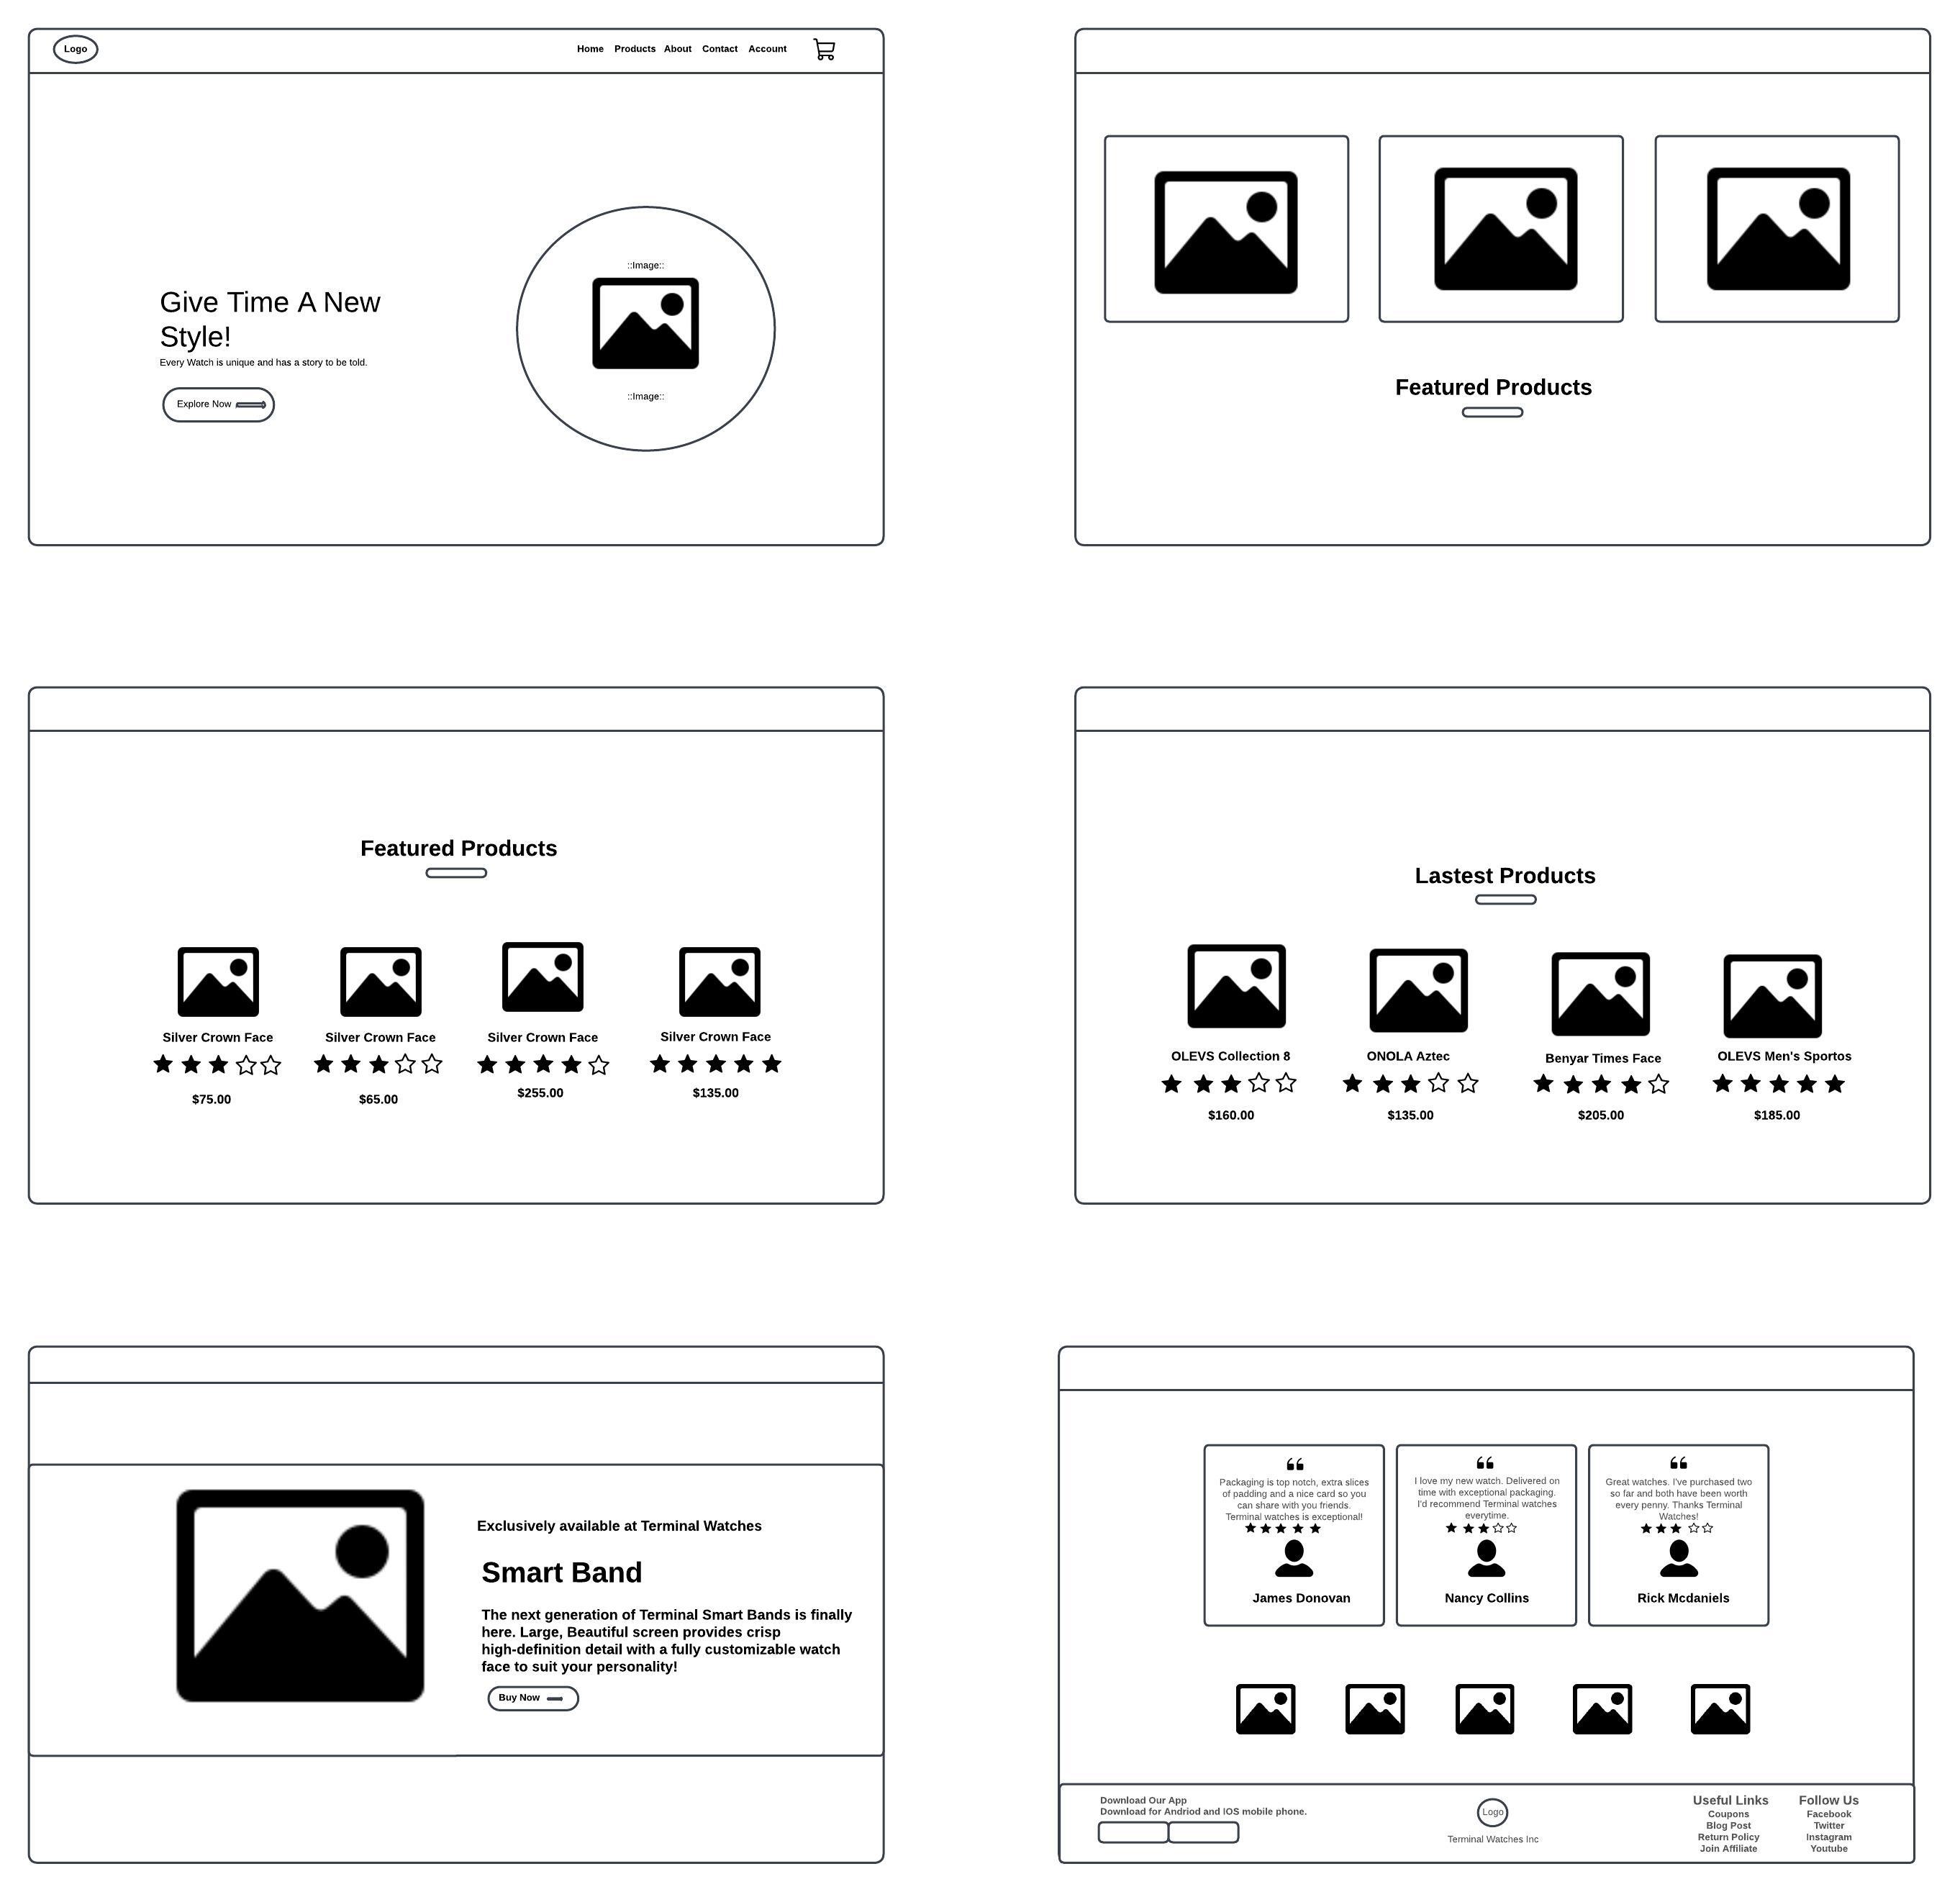 Logo
Home Products About Contact Account
::Image::
Give Time A New
Style!
Every Watch is unique and has a story to be told.
Explore Now
::Image::
Featured Products
Featured Products
Silver Crown Face
Silver Crown Face
Silver Crown Face
Silver Crown Face
$75.00
$65.00
$255.00
$135.00
Lastest Products
OLEVS Collection 8
ONOLA Aztec
Benyar Times Face
OLEVS Men's Sportos
$160.00
$135.00
$205.00
$185.00
Exclusively available at Terminal Watches
Smart Band
The next generation of Terminal Smart Bands is finally
here. Large, Beautiful screen provides crisp
high-definition detail with a fully customizable watch
face to suit your personality!
Buy Now
Packaging is top notch, extra slices
of padding and a nice card so you
can share with you friends.
Terminal watches is exceptional!
James Donovan
I love my new watch. Delivered on
time with exceptional packaging.
I'd recommend Terminal watches
everytime.
Nancy Collins
Great watches. I've purchased two
so far and both have been worth
every penny. Thanks Terminal
Watches!
Rick Mcdaniels
Download Our App
Download for Andriod and IOS mobile phone.
Logo
Terminal Watches Inc
Useful Links
Coupons
Blog Post
Return Policy
Join Affiliate
Follow Us
Facebook
Twitter
Instagram
Youtube